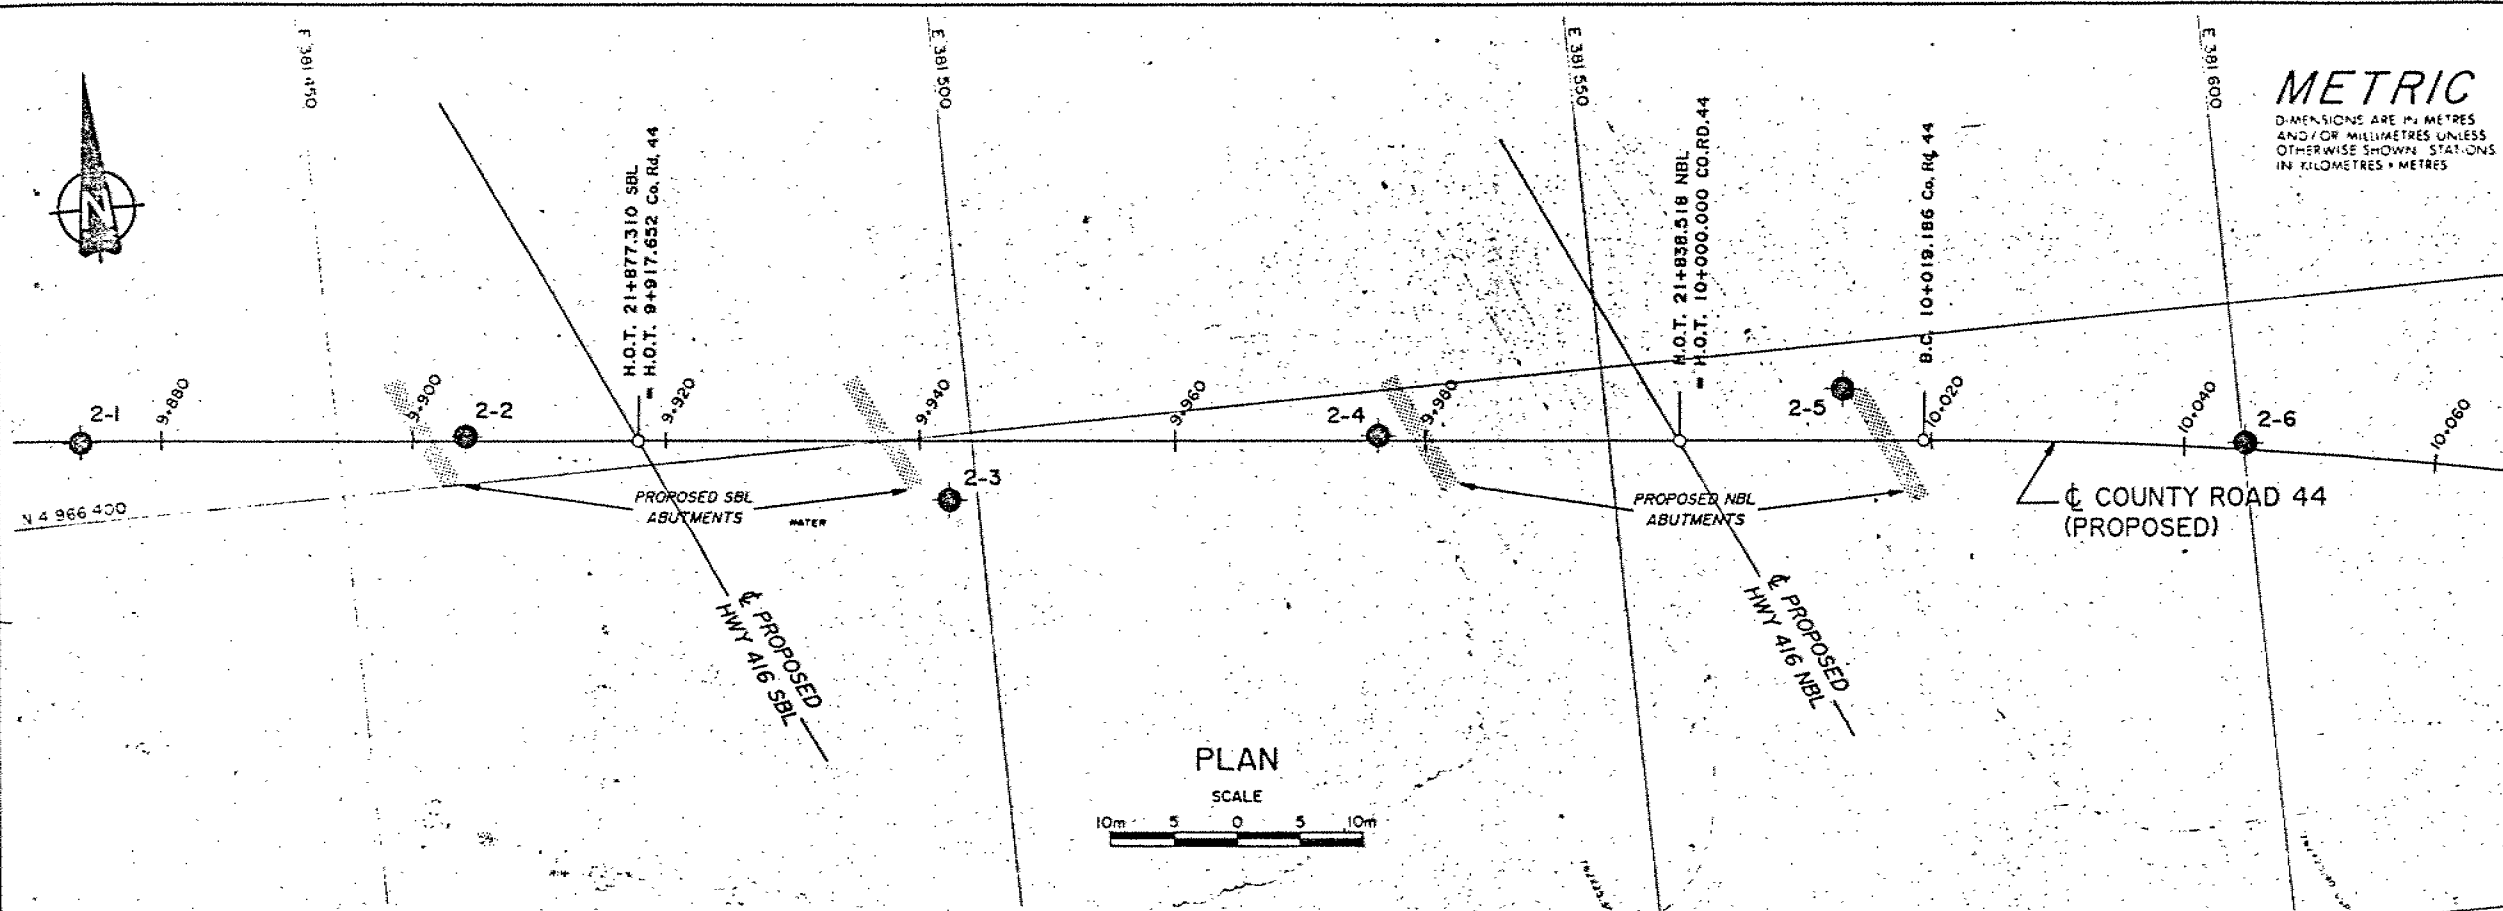 E 381 450
E 381 500
E 381 550
E 381 600
METRIC
DIMENSIONS ARE IN METRES
AND/OR MILLIMETRES UNLESS
OTHERWISE SHOWN. STATIONS
IN KILOMETRES + METRES
N
H.O.T. 21+877.310 SBL
= H.O.T. 9+917.652 Co. Rd. 44
H.O.T. 21+838.518 NBL
= H.O.T. 10+000.000 CO.RD.44
B.C. 10+019.186 Co. Rd. 44
2-1
9+880
9+900
2-2
9+920
9+940
2-3
9+960
2-4
9+980
2-5
10+020
10+040
2-6
10+060
N 4 966 400
PROPOSED SBL
ABUTMENTS
WATER
PROPOSED NBL
ABUTMENTS
℄ COUNTY ROAD 44
(PROPOSED)
℄ PROPOSED
HWY 416 SBL
℄ PROPOSED
HWY 416 NBL
PLAN
SCALE
10m 5 0 5 10m